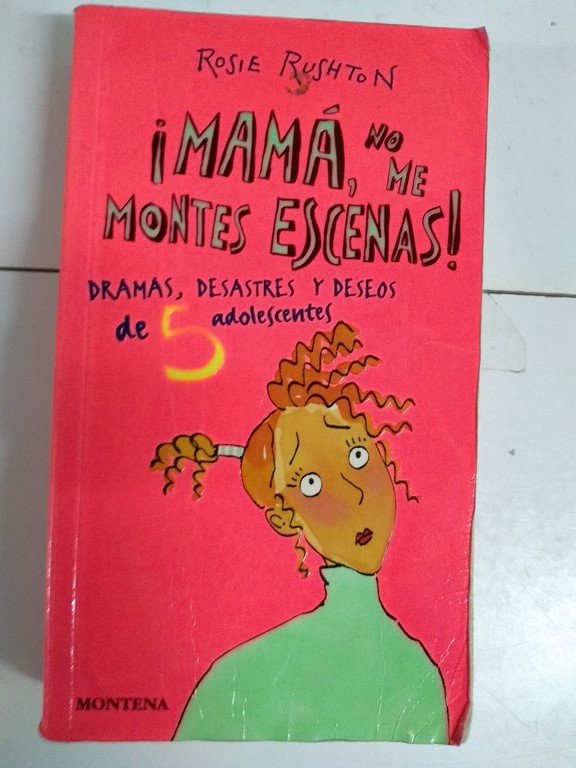 ROSIE RUSHTON
¡MAMÁ, NO ME
MONTES ESCENAS!
DRAMAS, DESASTRES Y DESEOS
de 5 adolescentes
MONTENA